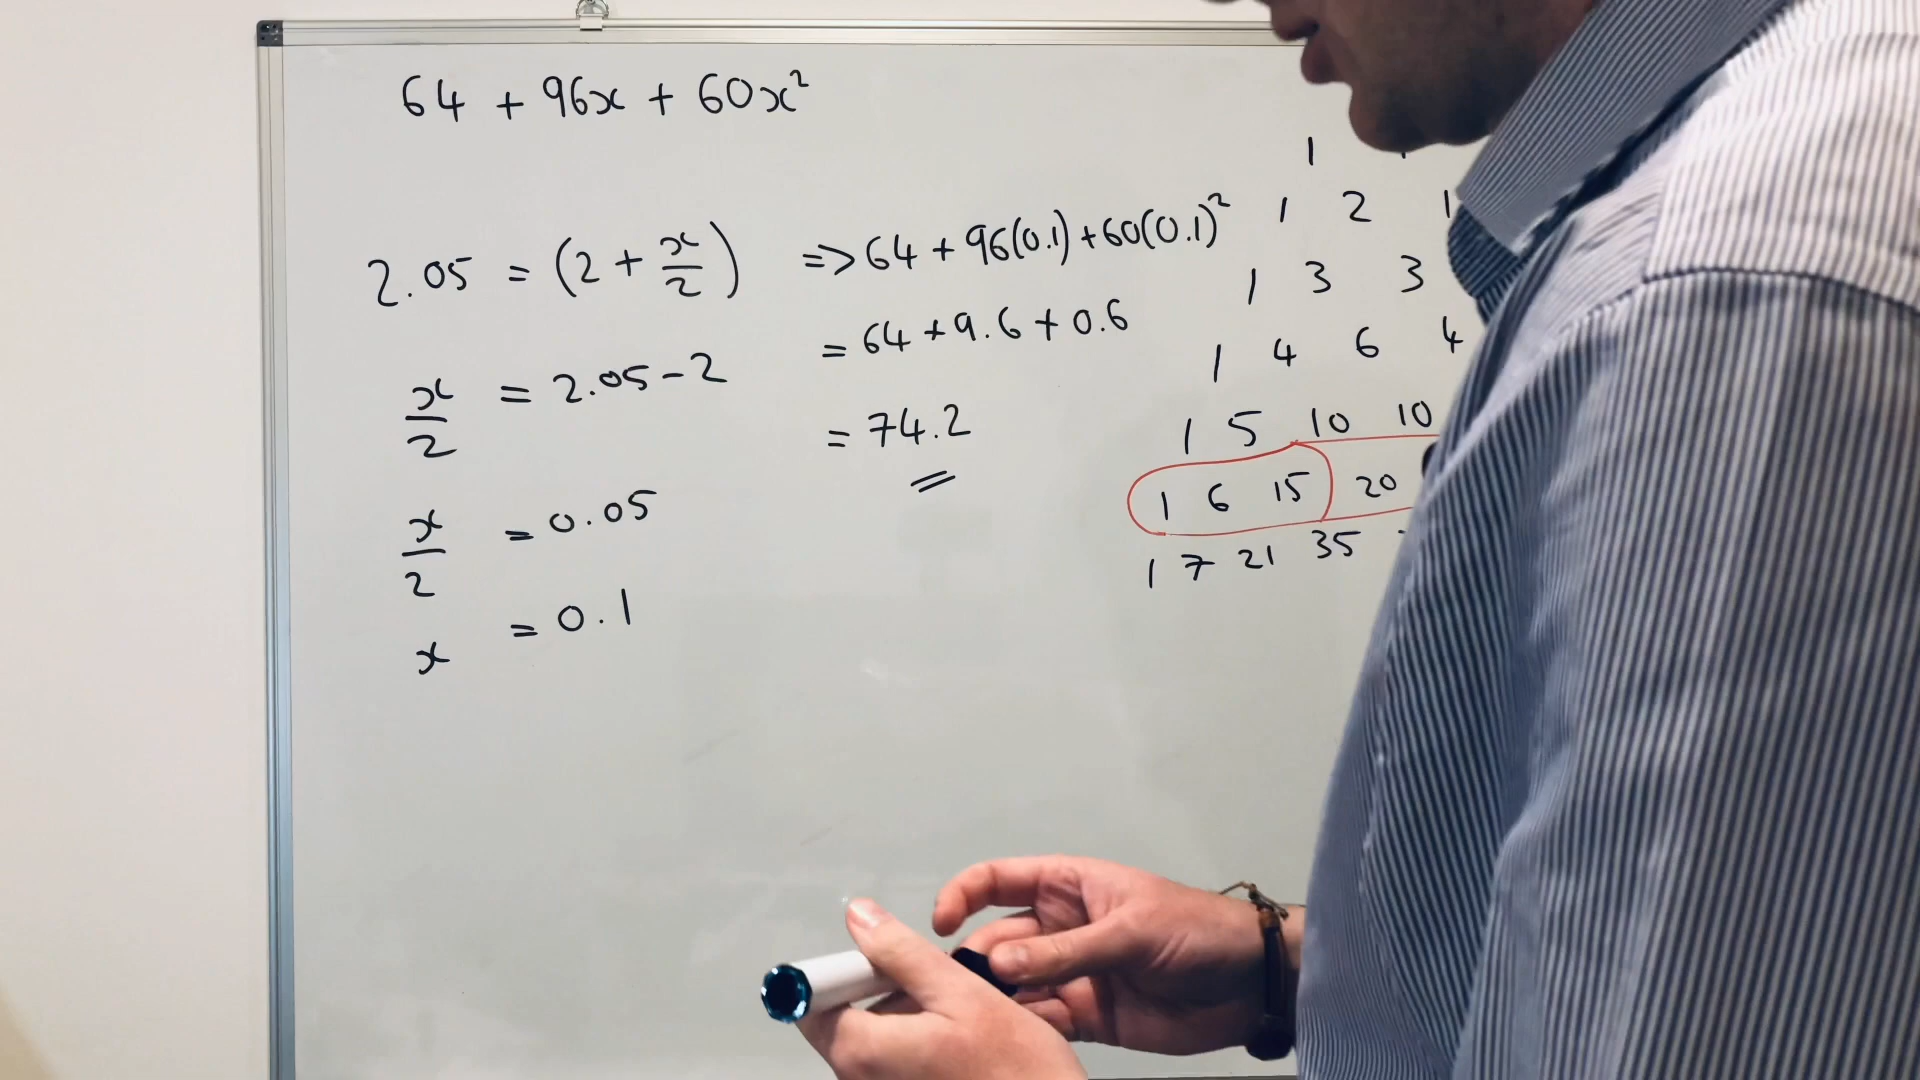 64 + 96x + 60x²
2.05 = (2 + x/2)
x/2 = 2.05 - 2
x/2 = 0.05
x = 0.1
=> 64 + 96(0.1) + 60(0.1)²
= 64 + 9.6 + 0.6
= 74.2
1
1 2 1
1 3 3
1 4 6 4
1 5 10 10
1 6 15 20
1 7 21 35